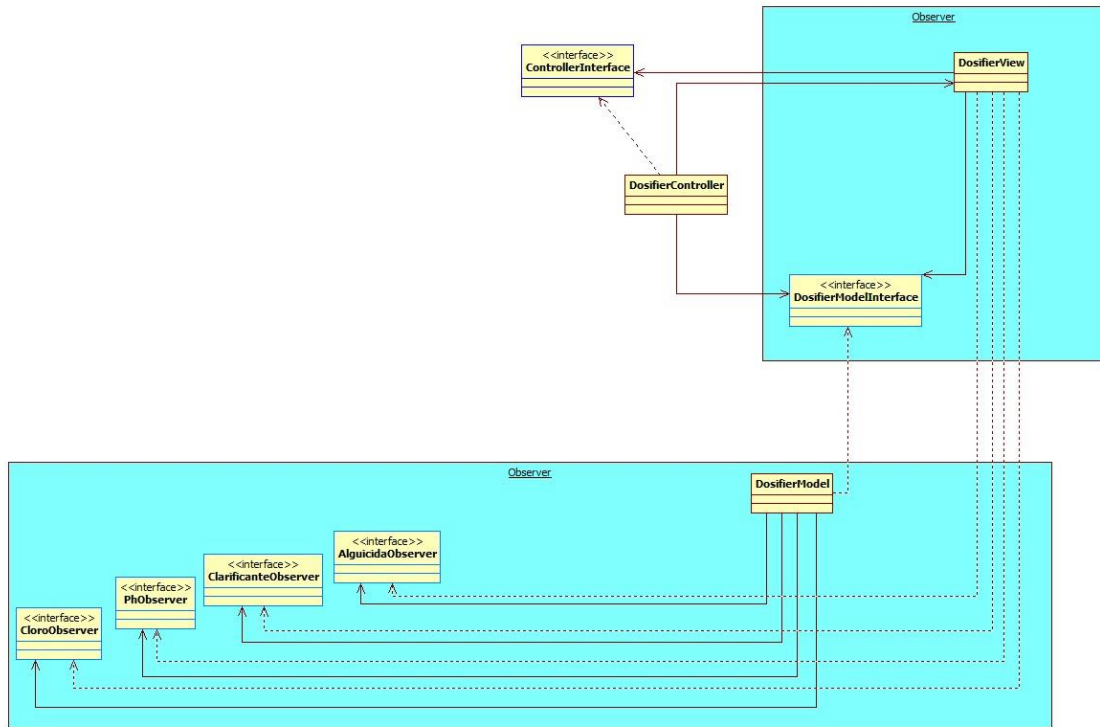 Observer
<<interface>>
ControllerInterface
DosifierView
DosifierController
<<interface>>
DosifierModelInterface
Observer
DosifierModel
<<interface>>
AlguicidaObserver
<<interface>>
ClarificanteObserver
<<interface>>
PhObserver
<<interface>>
CloroObserver